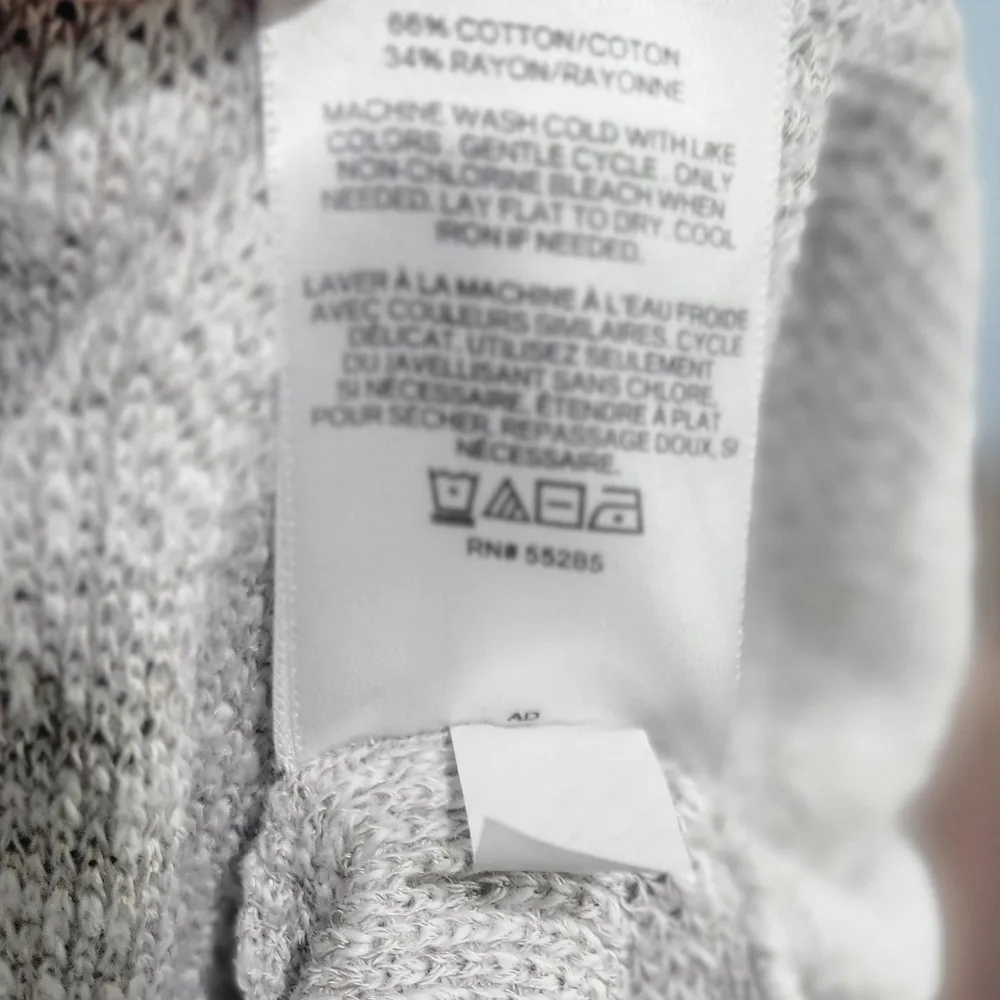 66% COTTON/COTON
34% RAYON/RAYONNE
MACHINE WASH COLD WITH LIKE
COLORS . GENTLE CYCLE . ONLY
NON-CHLORINE BLEACH WHEN
NEEDED. LAY FLAT TO DRY . COOL
IRON IF NEEDED.
LAVER À LA MACHINE À L'EAU FROIDE
AVEC COULEURS SIMILAIRES. CYCLE
DÉLICAT. UTILISEZ SEULEMENT
DU JAVELLISANT SANS CHLORE,
SI NÉCESSAIRE. ÉTENDRE À PLAT
POUR SÉCHER. REPASSAGE DOUX, SI
NÉCESSAIRE.
RN# 55285
AD